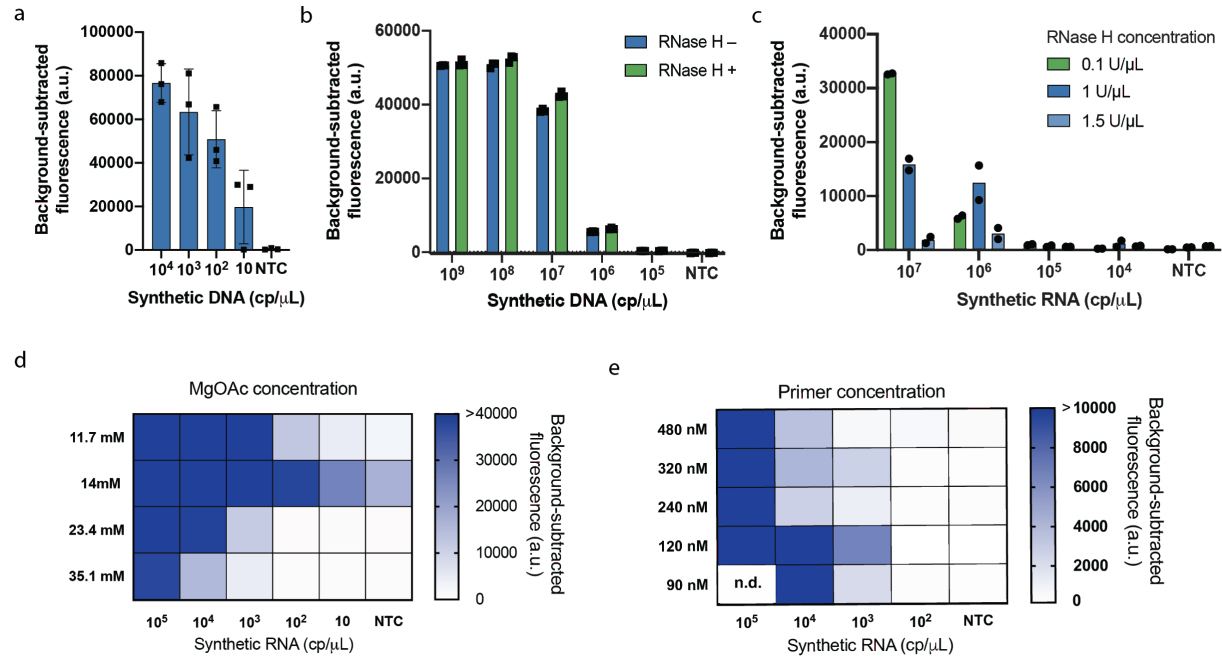 a
Background-subtracted
fluorescence (a.u.)
100000
80000
60000
40000
20000
0
10⁴ 10³ 10² 10 NTC
Synthetic DNA (cp/μL)
b
Background-subtracted
fluorescence (a.u.)
60000
40000
20000
0
RNase H –
RNase H +
10⁹ 10⁸ 10⁷ 10⁶ 10⁵ NTC
Synthetic DNA (cp/μL)
c
Background-subtracted
fluorescence (a.u.)
40000
30000
20000
10000
0
RNase H concentration
0.1 U/μL
1 U/μL
1.5 U/μL
10⁷ 10⁶ 10⁵ 10⁴ NTC
Synthetic RNA (cp/μL)
d
MgOAc concentration
11.7 mM
14mM
23.4 mM
35.1 mM
10⁵ 10⁴ 10³ 10² 10 NTC
Synthetic RNA (cp/μL)
>40000
30000
20000
10000
0
Background-subtracted
fluorescence (a.u.)
e
Primer concentration
480 nM
320 nM
240 nM
120 nM
90 nM
n.d.
10⁵ 10⁴ 10³ 10² NTC
Synthetic RNA (cp/μL)
>10000
8000
6000
4000
2000
0
Background-subtracted
fluorescence (a.u.)